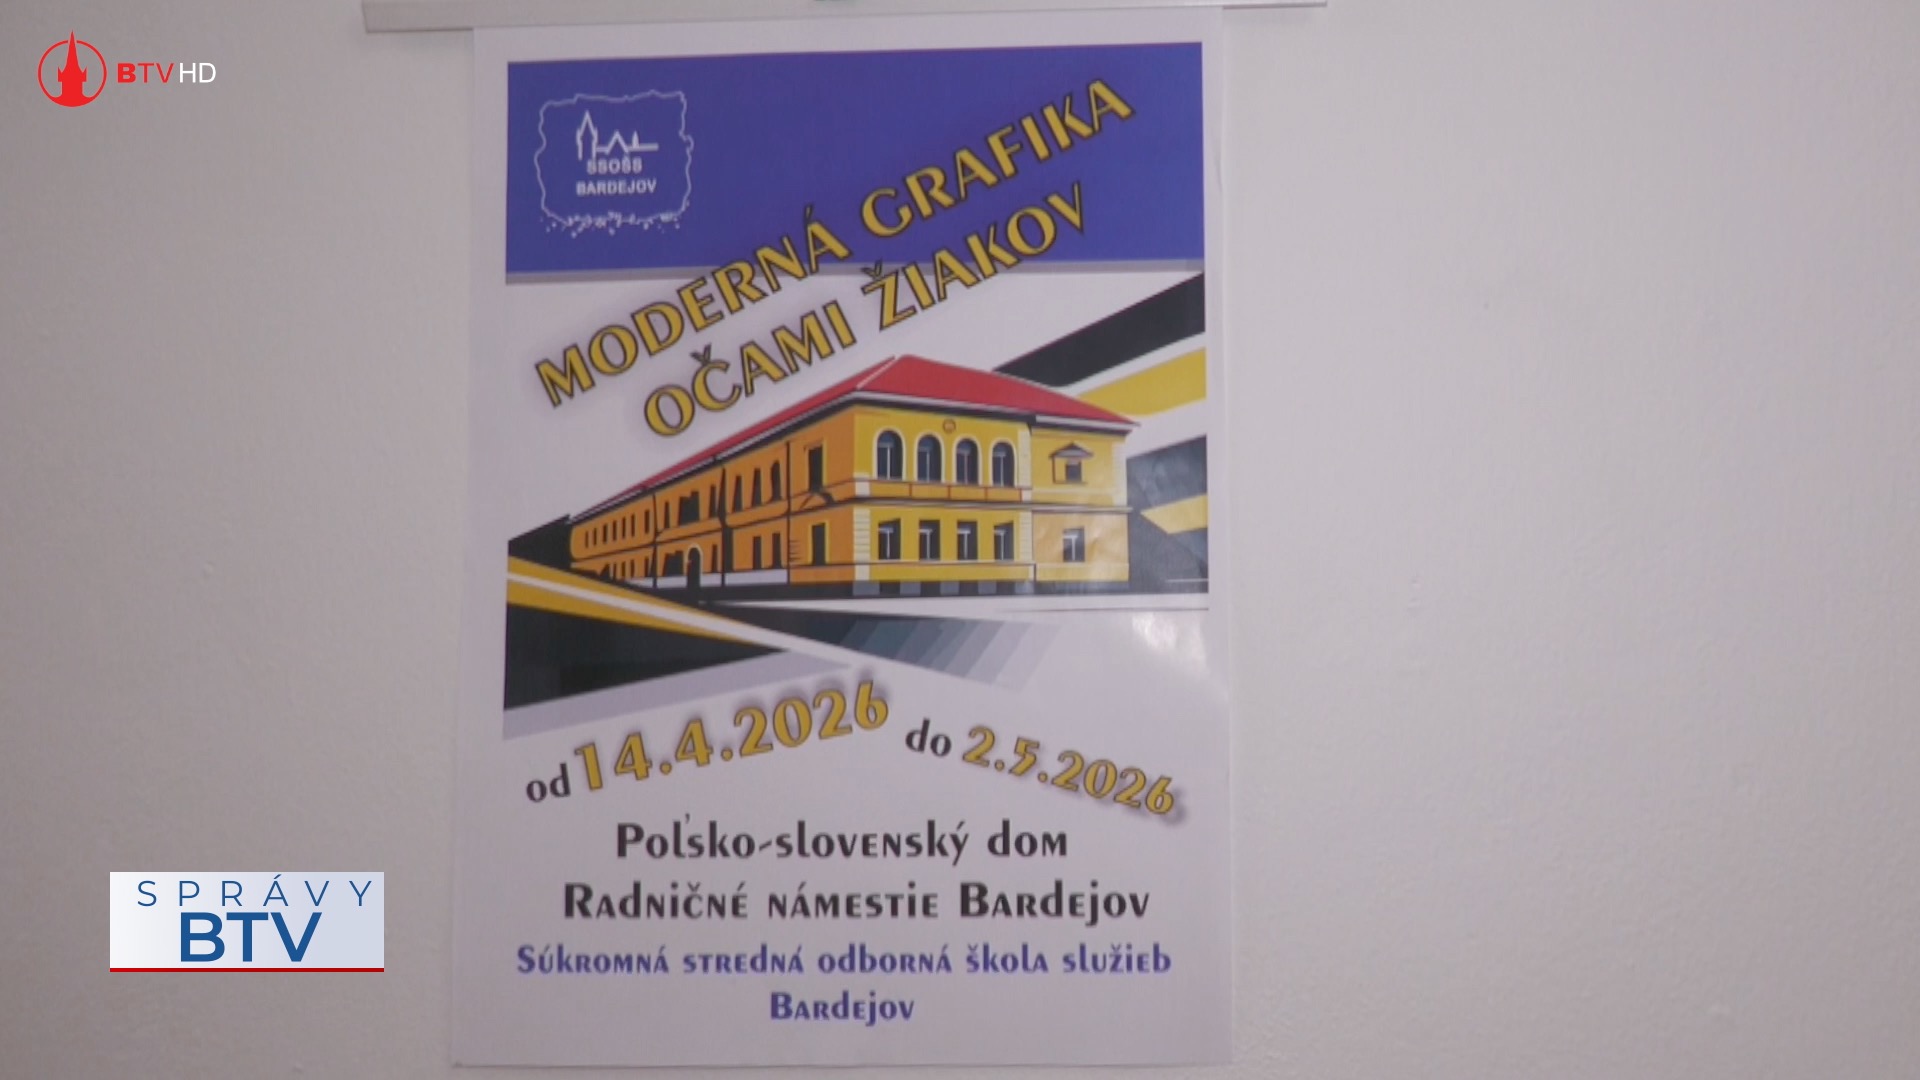 BTV HD
SSOŠS
BARDEJOV
MODERNÁ GRAFIKA
OČAMI ŽIAKOV
od 14.4.2026 do 2.5.2026
Poľsko-slovenský dom
Radničné námestie Bardejov
Súkromná stredná odborná škola služieb
Bardejov
SPRÁVY
BTV